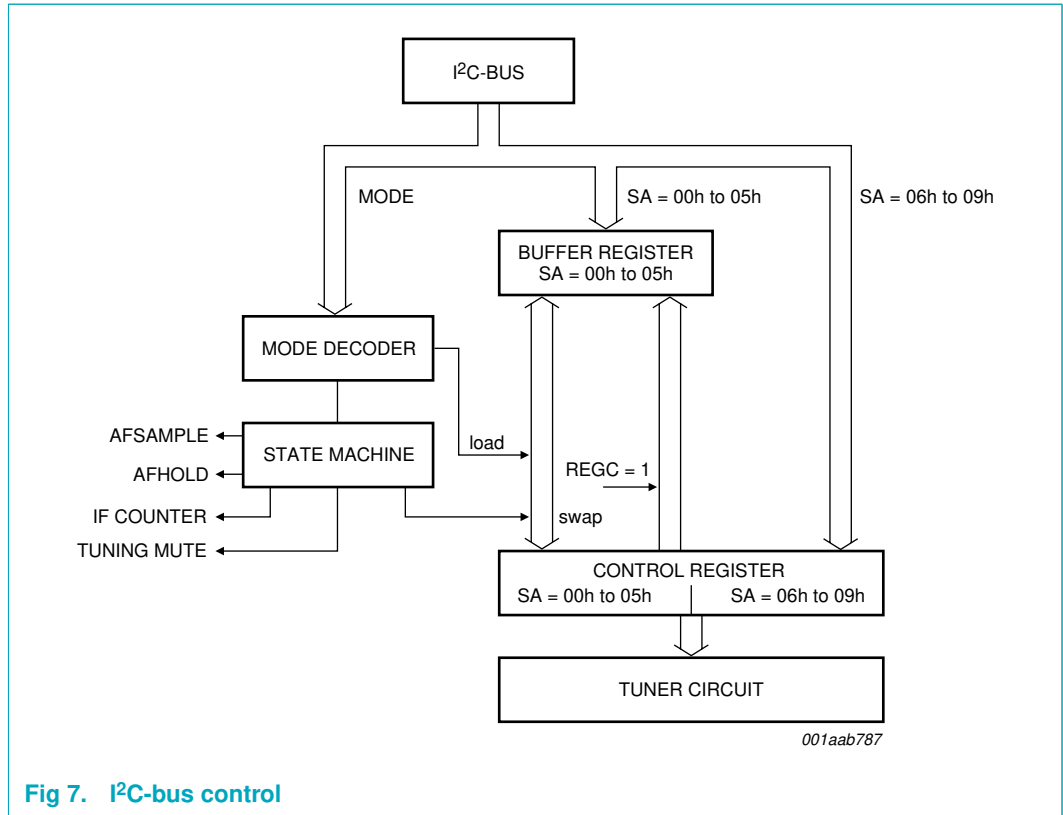 I²C-BUS
MODE
SA = 00h to 05h
SA = 06h to 09h
BUFFER REGISTER
SA = 00h to 05h
MODE DECODER
AFSAMPLE
STATE MACHINE
load
AFHOLD
REGC = 1
IF COUNTER
swap
TUNING MUTE
CONTROL REGISTER
SA = 00h to 05h
SA = 06h to 09h
TUNER CIRCUIT
001aab787
Fig 7. I²C-bus control